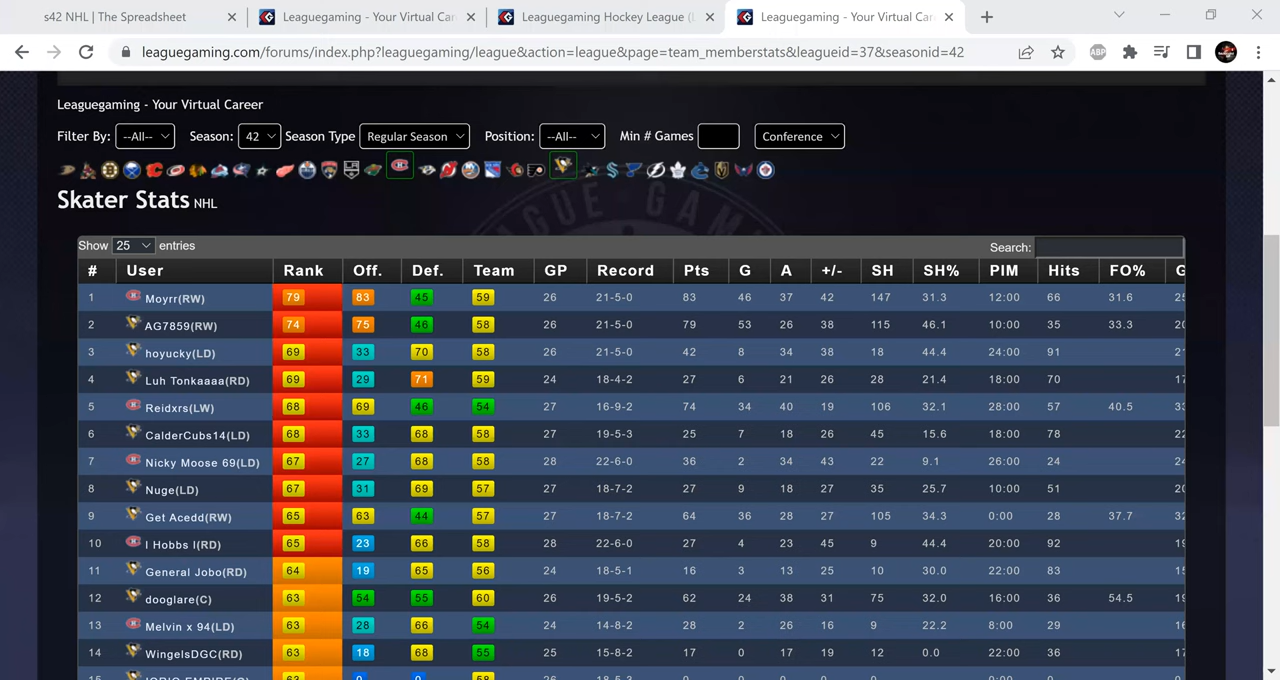 s42 NHL | The Spreadsheet Leaguegaming - Your Virtual Car Leaguegaming Hockey League (L Leaguegaming - Your Virtual Car
leaguegaming.com/forums/index.php?leaguegaming/league&action=league&page=team_memberstats&leagueid=37&seasonid=42
Leaguegaming - Your Virtual Career
Filter By: --All-- Season: 42 Season Type Regular Season Position: --All-- Min # Games Conference
Skater Stats NHL
Show 25 entries Search:
# User Rank Off. Def. Team GP Record Pts G A +/- SH SH% PIM Hits FO% G
1 Moyrr(RW) 79 83 45 59 26 21-5-0 83 46 37 42 147 31.3 12:00 66 31.6 25
2 AG7859(RW) 74 75 46 58 26 21-5-0 79 53 26 38 115 46.1 10:00 35 33.3 20
3 hoyucky(LD) 69 33 70 58 26 21-5-0 42 8 34 38 18 44.4 24:00 91 21
4 Luh Tonkaaaa(RD) 69 29 71 59 24 18-4-2 27 6 21 26 28 21.4 18:00 70 17
5 Reidxrs(LW) 68 69 46 54 27 16-9-2 74 34 40 19 106 32.1 28:00 57 40.5 33
6 CalderCubs14(LD) 68 33 68 58 27 19-5-3 25 7 18 26 45 15.6 18:00 78 22
7 Nicky Moose 69(LD) 67 27 68 58 28 22-6-0 36 2 34 43 22 9.1 26:00 24 24
8 Nuge(LD) 67 31 69 57 27 18-7-2 27 9 18 27 35 25.7 10:00 51 20
9 Get Acedd(RW) 65 63 44 57 27 18-7-2 64 36 28 27 105 34.3 0:00 28 37.7 32
10 I Hobbs I(RD) 65 23 66 58 28 22-6-0 27 4 23 45 9 44.4 20:00 92 19
11 General Jobo(RD) 64 19 65 56 24 18-5-1 16 3 13 25 10 30.0 22:00 83 15
12 dooglare(C) 63 54 55 60 26 19-5-2 62 24 38 31 75 32.0 16:00 36 54.5 19
13 Melvin x 94(LD) 63 28 66 54 24 14-8-2 28 2 26 16 9 22.2 8:00 29 16
14 WingelsDGC(RD) 63 18 68 55 25 15-8-2 17 0 17 19 12 0.0 22:00 36 17